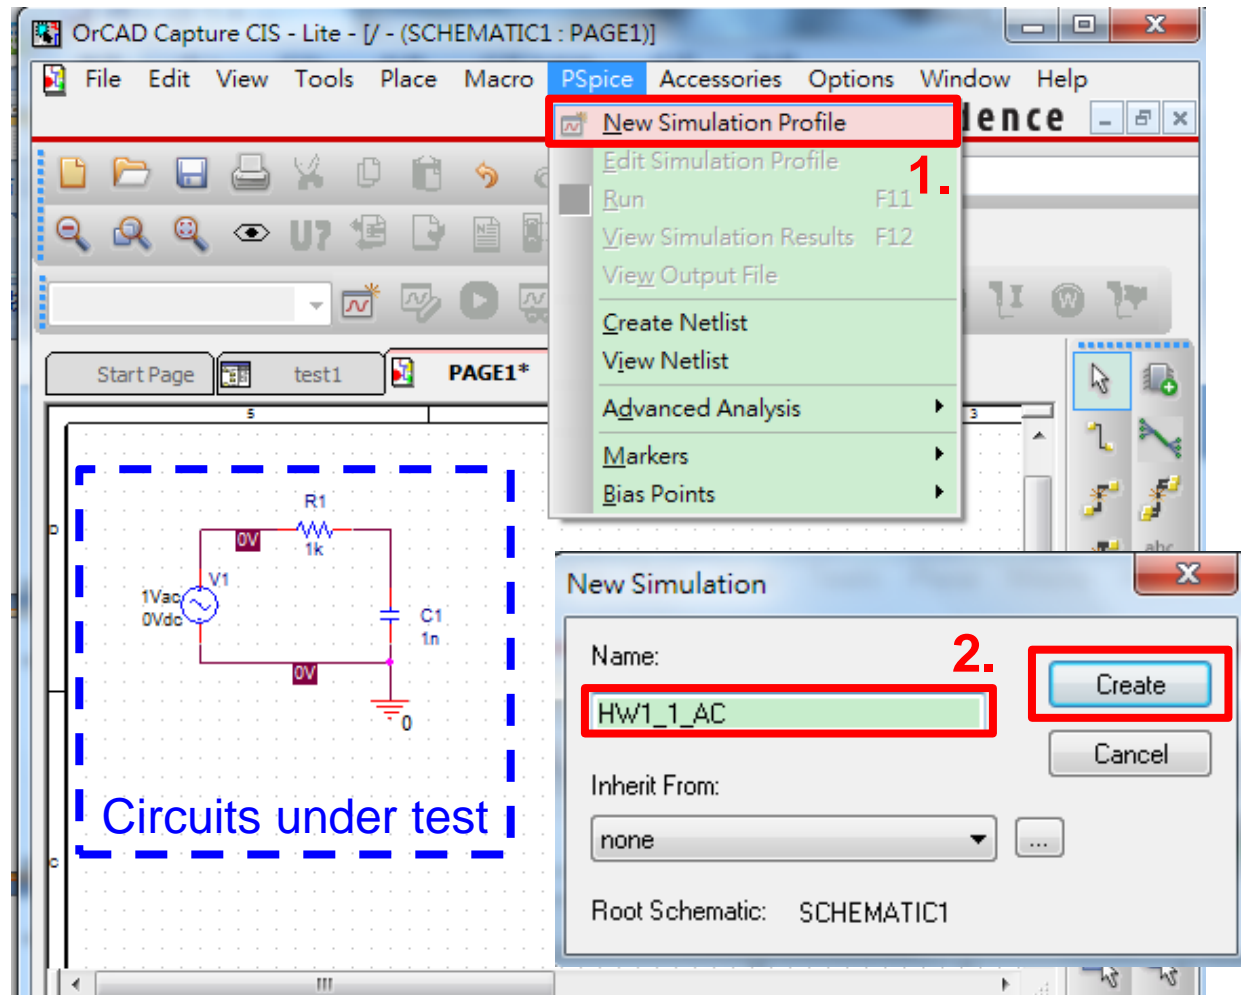 OrCAD Capture CIS - Lite - [/ - (SCHEMATIC1 : PAGE1)]
File Edit View Tools Place Macro PSpice Accessories Options Window Help
New Simulation Profile
1.
Edit Simulation Profile
Run F11
View Simulation Results F12
View Output File
Create Netlist
View Netlist
Advanced Analysis
Markers
Bias Points
U?
W
Start Page
test1
PAGE1*
5
3
D
C
R1
1k
0V
V1
1Vac
0Vdc
C1
1n
0V
0
Circuits under test
abc
New Simulation
Name:
2.
HW1_1_AC
Create
Cancel
Inherit From:
none
...
Root Schematic: SCHEMATIC1